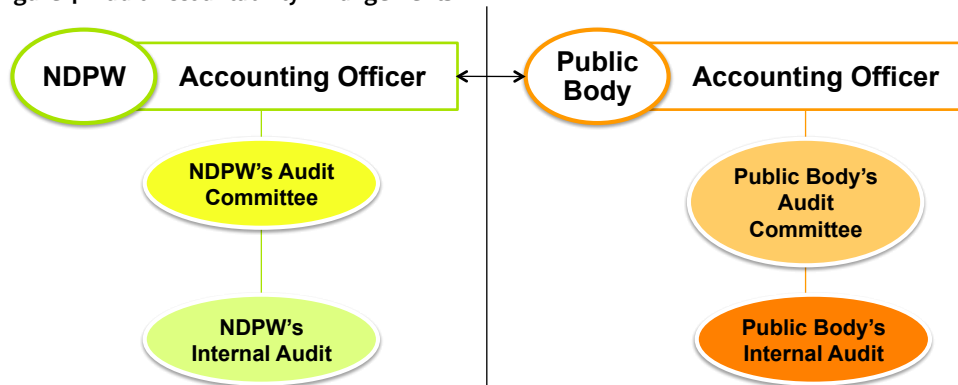 NDPW
Accounting Officer
Public
Body
Accounting Officer
NDPW's Audit
Committee
Public Body's
Audit
Committee
NDPW's
Internal Audit
Public Body's
Internal Audit